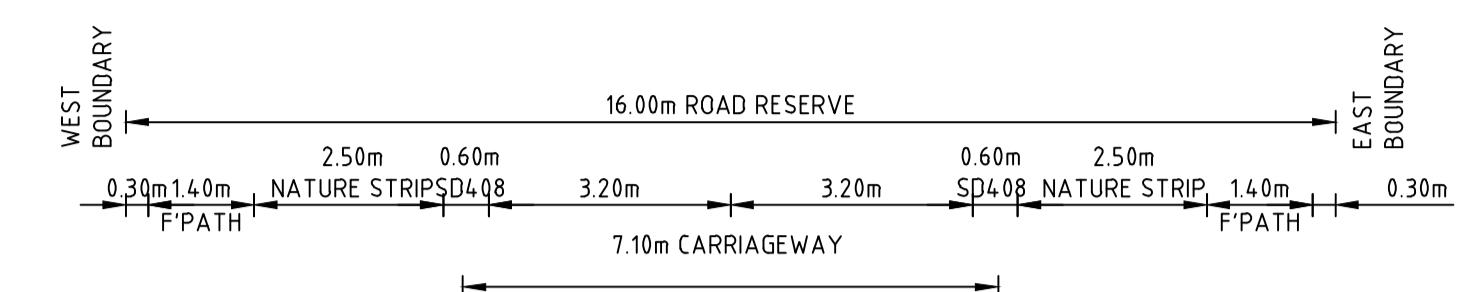 WEST
BOUNDARY
16.00m ROAD RESERVE
EAST
BOUNDARY
2.50m 0.60m 0.60m 2.50m
0.30m 1.40m NATURE STRIP SD408 3.20m 3.20m SD408 NATURE STRIP 1.40m 0.30m
F'PATH F'PATH
7.10m CARRIAGEWAY